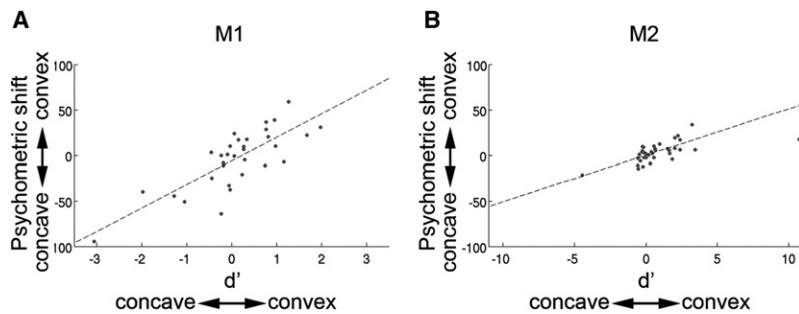 A
M1
Psychometric shift
concave convex
100
50
0
-50
100
-3
-2
-1
0
1
2
3
d'
concave convex
B
M2
Psychometric shift
concave convex
100
50
0
-50
-100
-10
-5
0
5
10
d'
concave convex